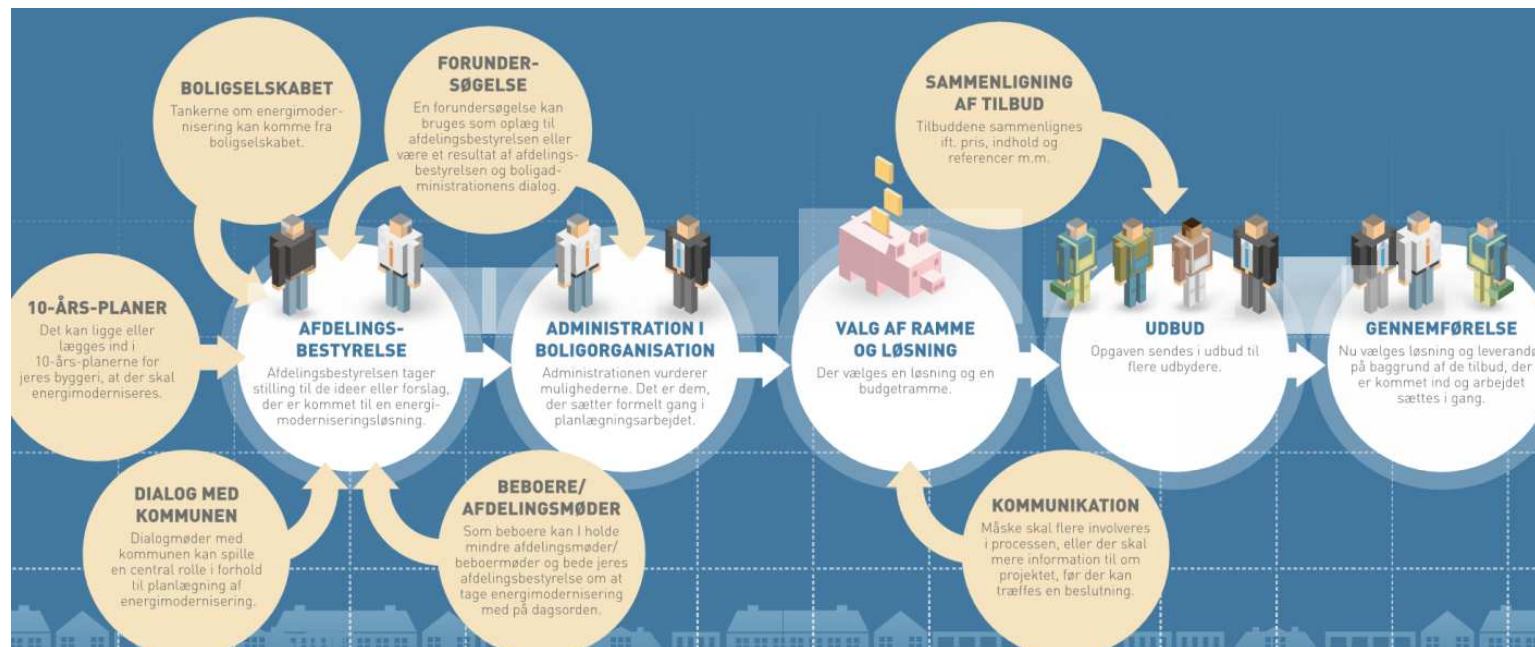 BOLIGSELSKABET
Tankerne om energimoder-
nisering kan komme fra
boligselskabet.
FORUNDER-
SØGELSE
En forundersøgelse kan
bruges som oplæg til
afdelingsbestyrelsen eller
være et resultat af afdelings-
bestyrelsen og boligad-
ministrationens dialog.
SAMMENLIGNING
AF TILBUD
Tilbuddene sammenlignes
ift. pris, indhold og
referencer m.m.
10-ÅRS-PLANER
Det kan ligge eller
lægges ind i
10-års-planerne for
jeres byggeri, at der skal
energimoderniseres.
AFDELINGS-
BESTYRELSE
Afdelingsbestyrelsen tager
stilling til de ideer eller forslag,
der er kommet til en energi-
moderniseringsløsning.
ADMINISTRATION I
BOLIGORGANISATION
Administrationen vurderer
mulighederne. Det er dem,
der sætter formelt gang i
planlægningsarbejdet.
VALG AF RAMME
OG LØSNING
Der vælges en løsning og en
budgetramme.
UDBUD
Opgaven sendes i udbud til
flere udbydere.
GENNEMFØRELSE
Nu vælges løsning og
på baggrund af de tilbud, der
er kommet ind og arbejdet
sættes i gang.
DIALOG MED
KOMMUNEN
Dialogmøder med
kommunen kan spille
en central rolle i forhold
til planlægning af
energimodernisering.
BEBOERE/
AFDELINGSMØDER
Som beboere kan I holde
mindre afdelingsmøder/
beboermøder og bede jeres
afdelingsbestyrelse om at
tage energimodernisering
med på dagsorden.
KOMMUNIKATION
Måske skal flere involveres
i processen, eller der skal
mere information til om
projektet, før der kan
træffes en beslutning.